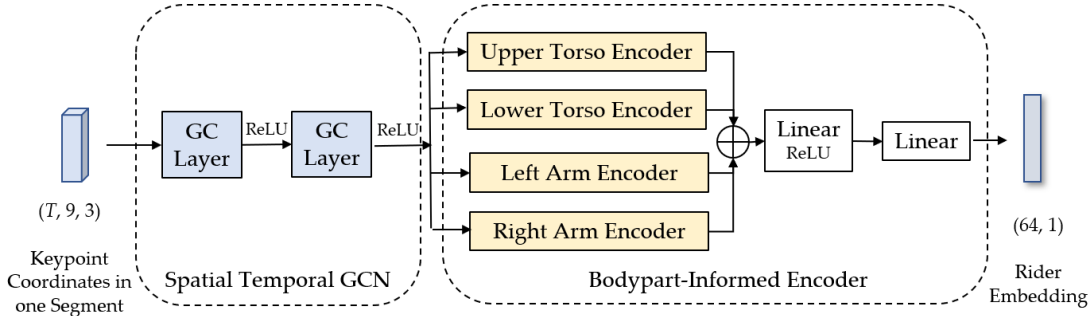 (T, 9, 3)
Keypoint
Coordinates in
one Segment
GC
Layer
ReLU
GC
Layer
ReLU
Spatial Temporal GCN
Upper Torso Encoder
Lower Torso Encoder
Left Arm Encoder
Right Arm Encoder
Linear
ReLU
Linear
Bodypart-Informed Encoder
(64, 1)
Rider
Embedding